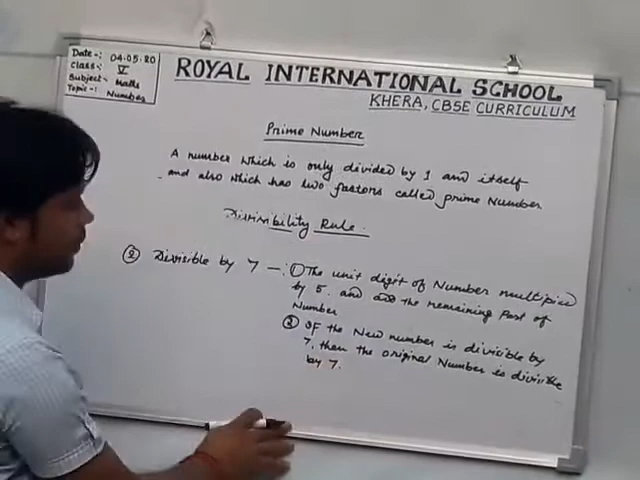 Date-: 04.05.20
Class: V
Subject:- Maths
Topic-: Numbers
ROYAL INTERNATIONAL SCHOOL
KHERA, CBSE CURRICULUM
Prime Number
A number which is only divided by 1 and itself
and also which has two factors called prime Number.
Divisibility Rule.
② Divisible by 7 —: ① The unit digit of Number multiplied
by 5. and add the remaining Part of
Number
② If the New number is divisible by
7, then the original Number is divisible
by 7.